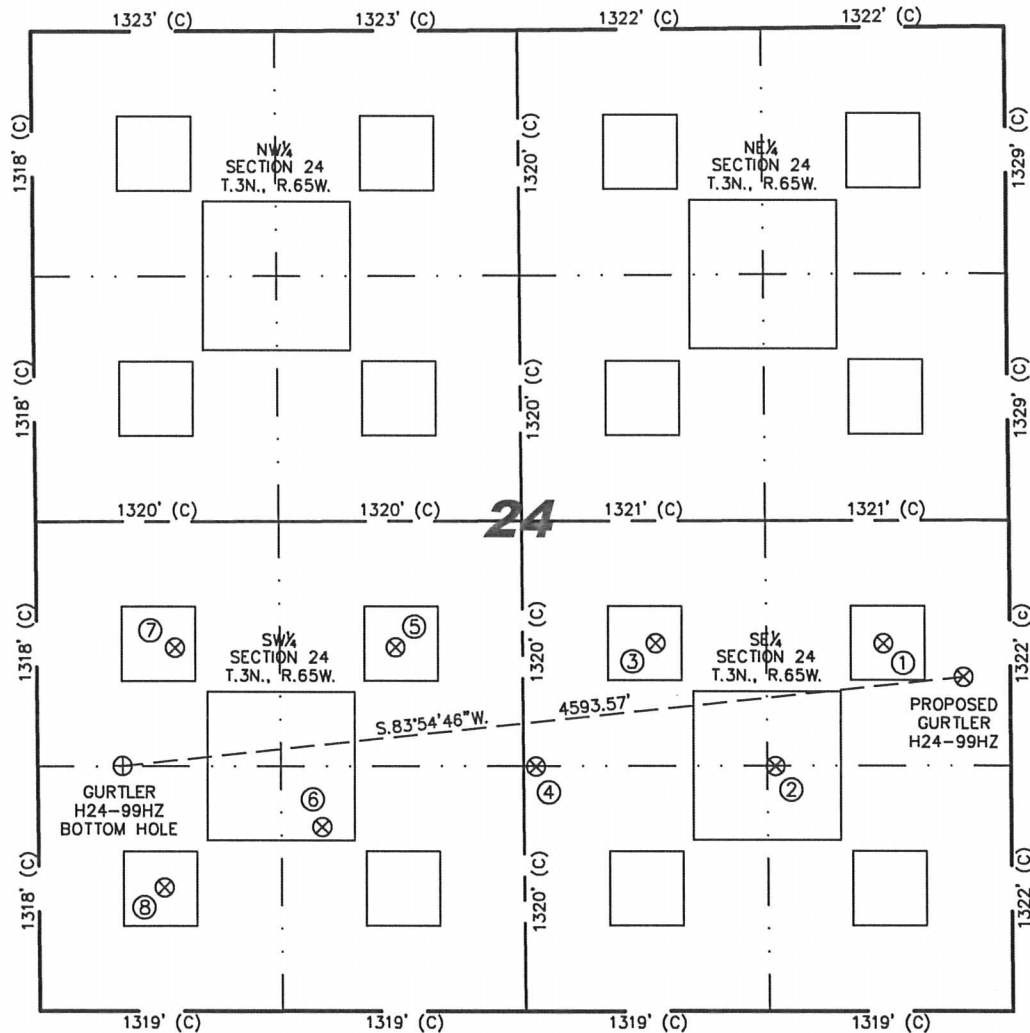 1323' (C)
1323' (C)
1322' (C)
1322' (C)
1318' (C)
1320' (C)
1329' (C)
NW¼
SECTION 24
T.3N., R.65W.
NE¼
SECTION 24
T.3N., R.65W.
1318' (C)
1320' (C)
1329' (C)
1320' (C)
1320' (C)
24
1321' (C)
1321' (C)
1318' (C)
1320' (C)
1322' (c)
7
5
3
1
SW¼
SECTION 24
T.3N., R.65W.
SE¼
SECTION 24
T.3N., R.65W.
S.83°54'46"W.
4593.57'
PROPOSED
GURTLER
H24-99HZ
GURTLER
H24-99HZ
BOTTOM HOLE
6
4
2
8
1318' (C)
1320' (C)
1322' (C)
1319' (C)
1319' (C)
1319' (C)
1319' (C)